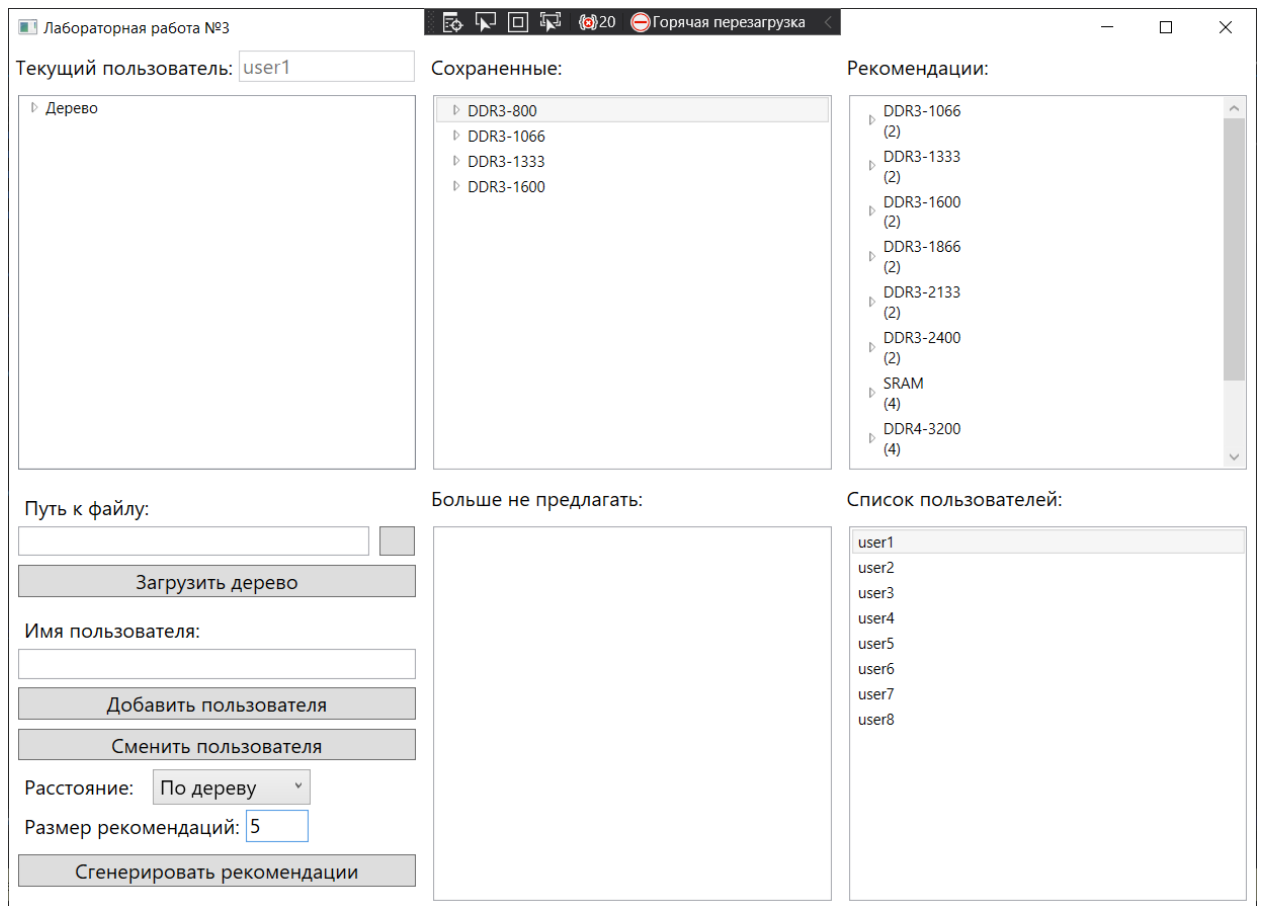 Лабораторная работа №3
20
Горячая перезагрузка
Текущий пользователь: user1
Дерево
Сохраненные:
DDR3-800
DDR3-1066
DDR3-1333
DDR3-1600
Рекомендации:
DDR3-1066
(2)
DDR3-1333
(2)
DDR3-1600
(2)
DDR3-1866
(2)
DDR3-2133
(2)
DDR3-2400
(2)
SRAM
(4)
DDR4-3200
(4)
Путь к файлу:
Загрузить дерево
Имя пользователя:
Добавить пользователя
Сменить пользователя
Расстояние: По дереву
Размер рекомендаций: 5
Сгенерировать рекомендации
Больше не предлагать:
Список пользователей:
user1
user2
user3
user4
user5
user6
user7
user8